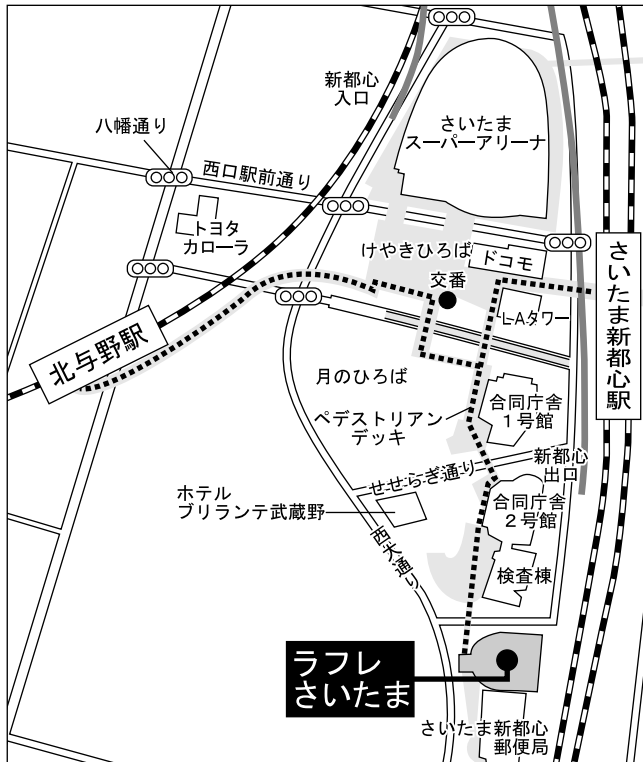 新都心
入口
八幡通り
さいたま
スーパーアリーナ
西口駅前通り
トヨタ
カローラ
けやきひろば
ドコモ
交番
LAタワー
さいたま新都心駅
北与野駅
月のひろば
ペデストリアン
デッキ
合同庁舎
1号館
せせらぎ通り
新都心
出口
ホテル
ブリランテ武蔵野
合同庁舎
2号館
西大通り
検査棟
ラフレ
さいたま
さいたま新都心
郵便局